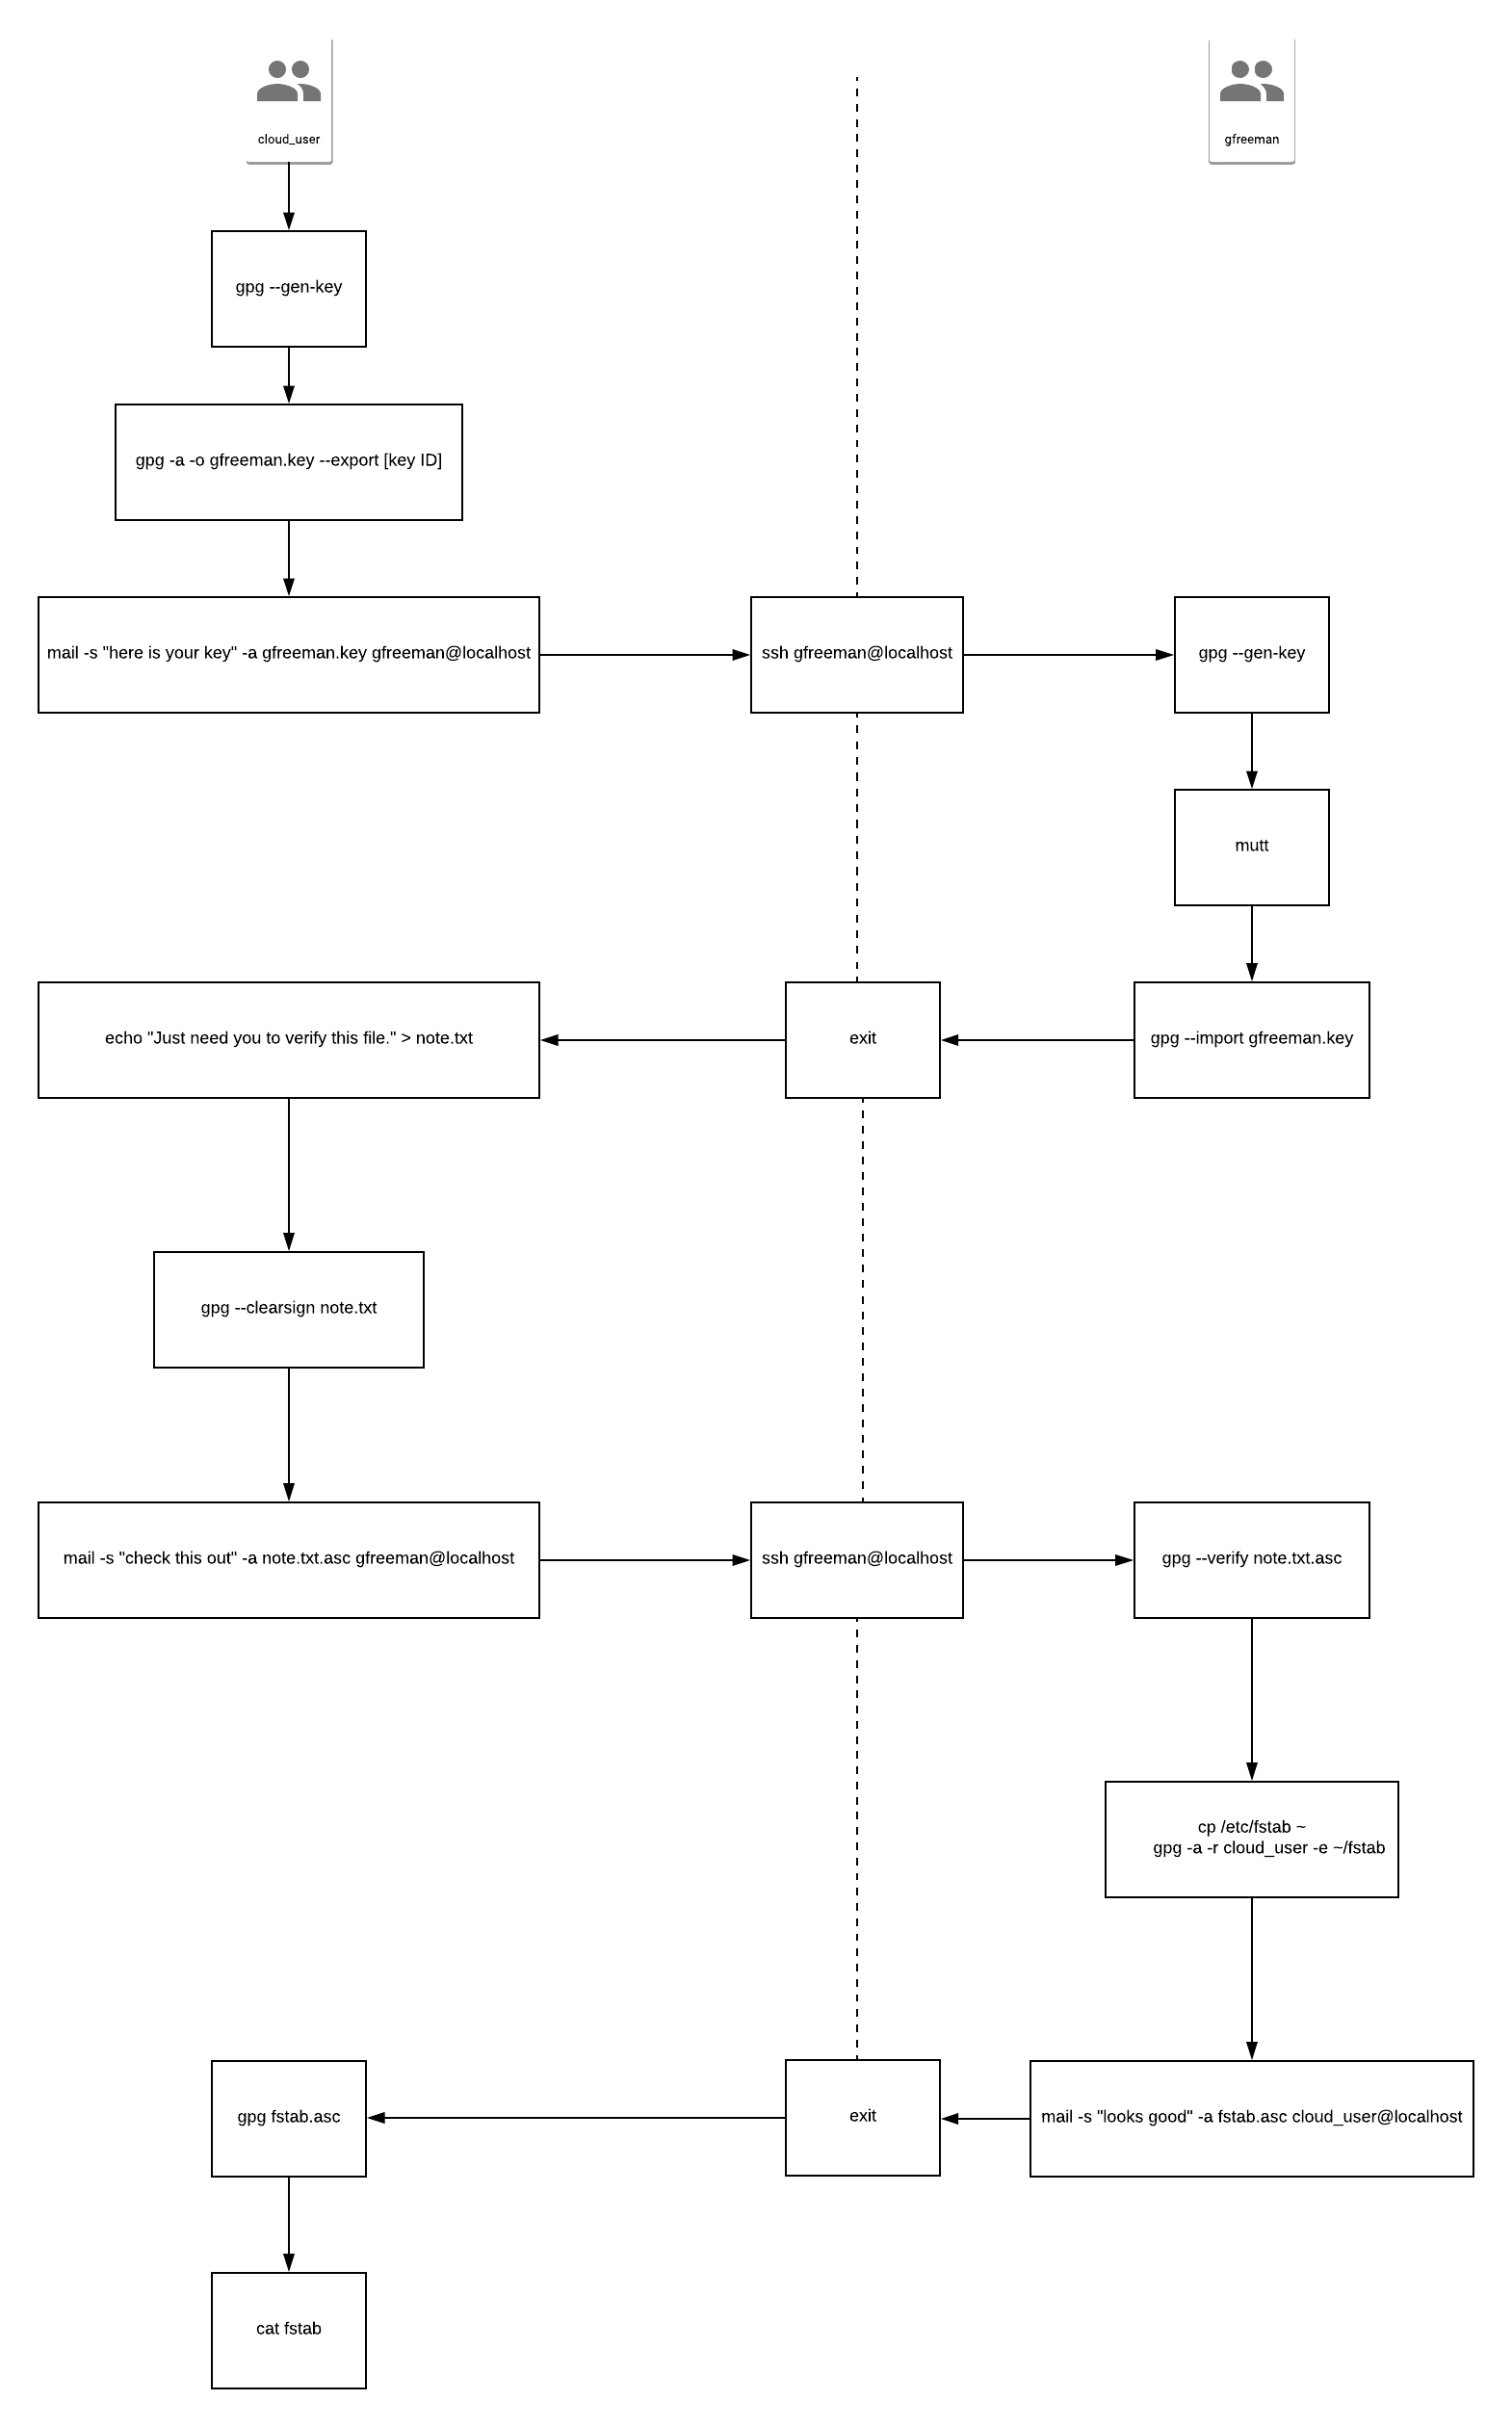 cloud_user
gfreeman
gpg --gen-key
gpg -a -o gfreeman.key --export [key ID]
mail -s "here is your key" -a gfreeman.key gfreeman@localhost
ssh gfreeman@localhost
gpg --gen-key
mutt
gpg --import gfreeman.key
exit
echo "Just need you to verify this file." > note.txt
gpg --clearsign note.txt
mail -s "check this out" -a note.txt.asc gfreeman@localhost
ssh gfreeman@localhost
gpg --verify note.txt.asc
cp /etc/fstab ~
gpg -a -r cloud_user -e ~/fstab
mail -s "looks good" -a fstab.asc cloud_user@localhost
exit
gpg fstab.asc
cat fstab